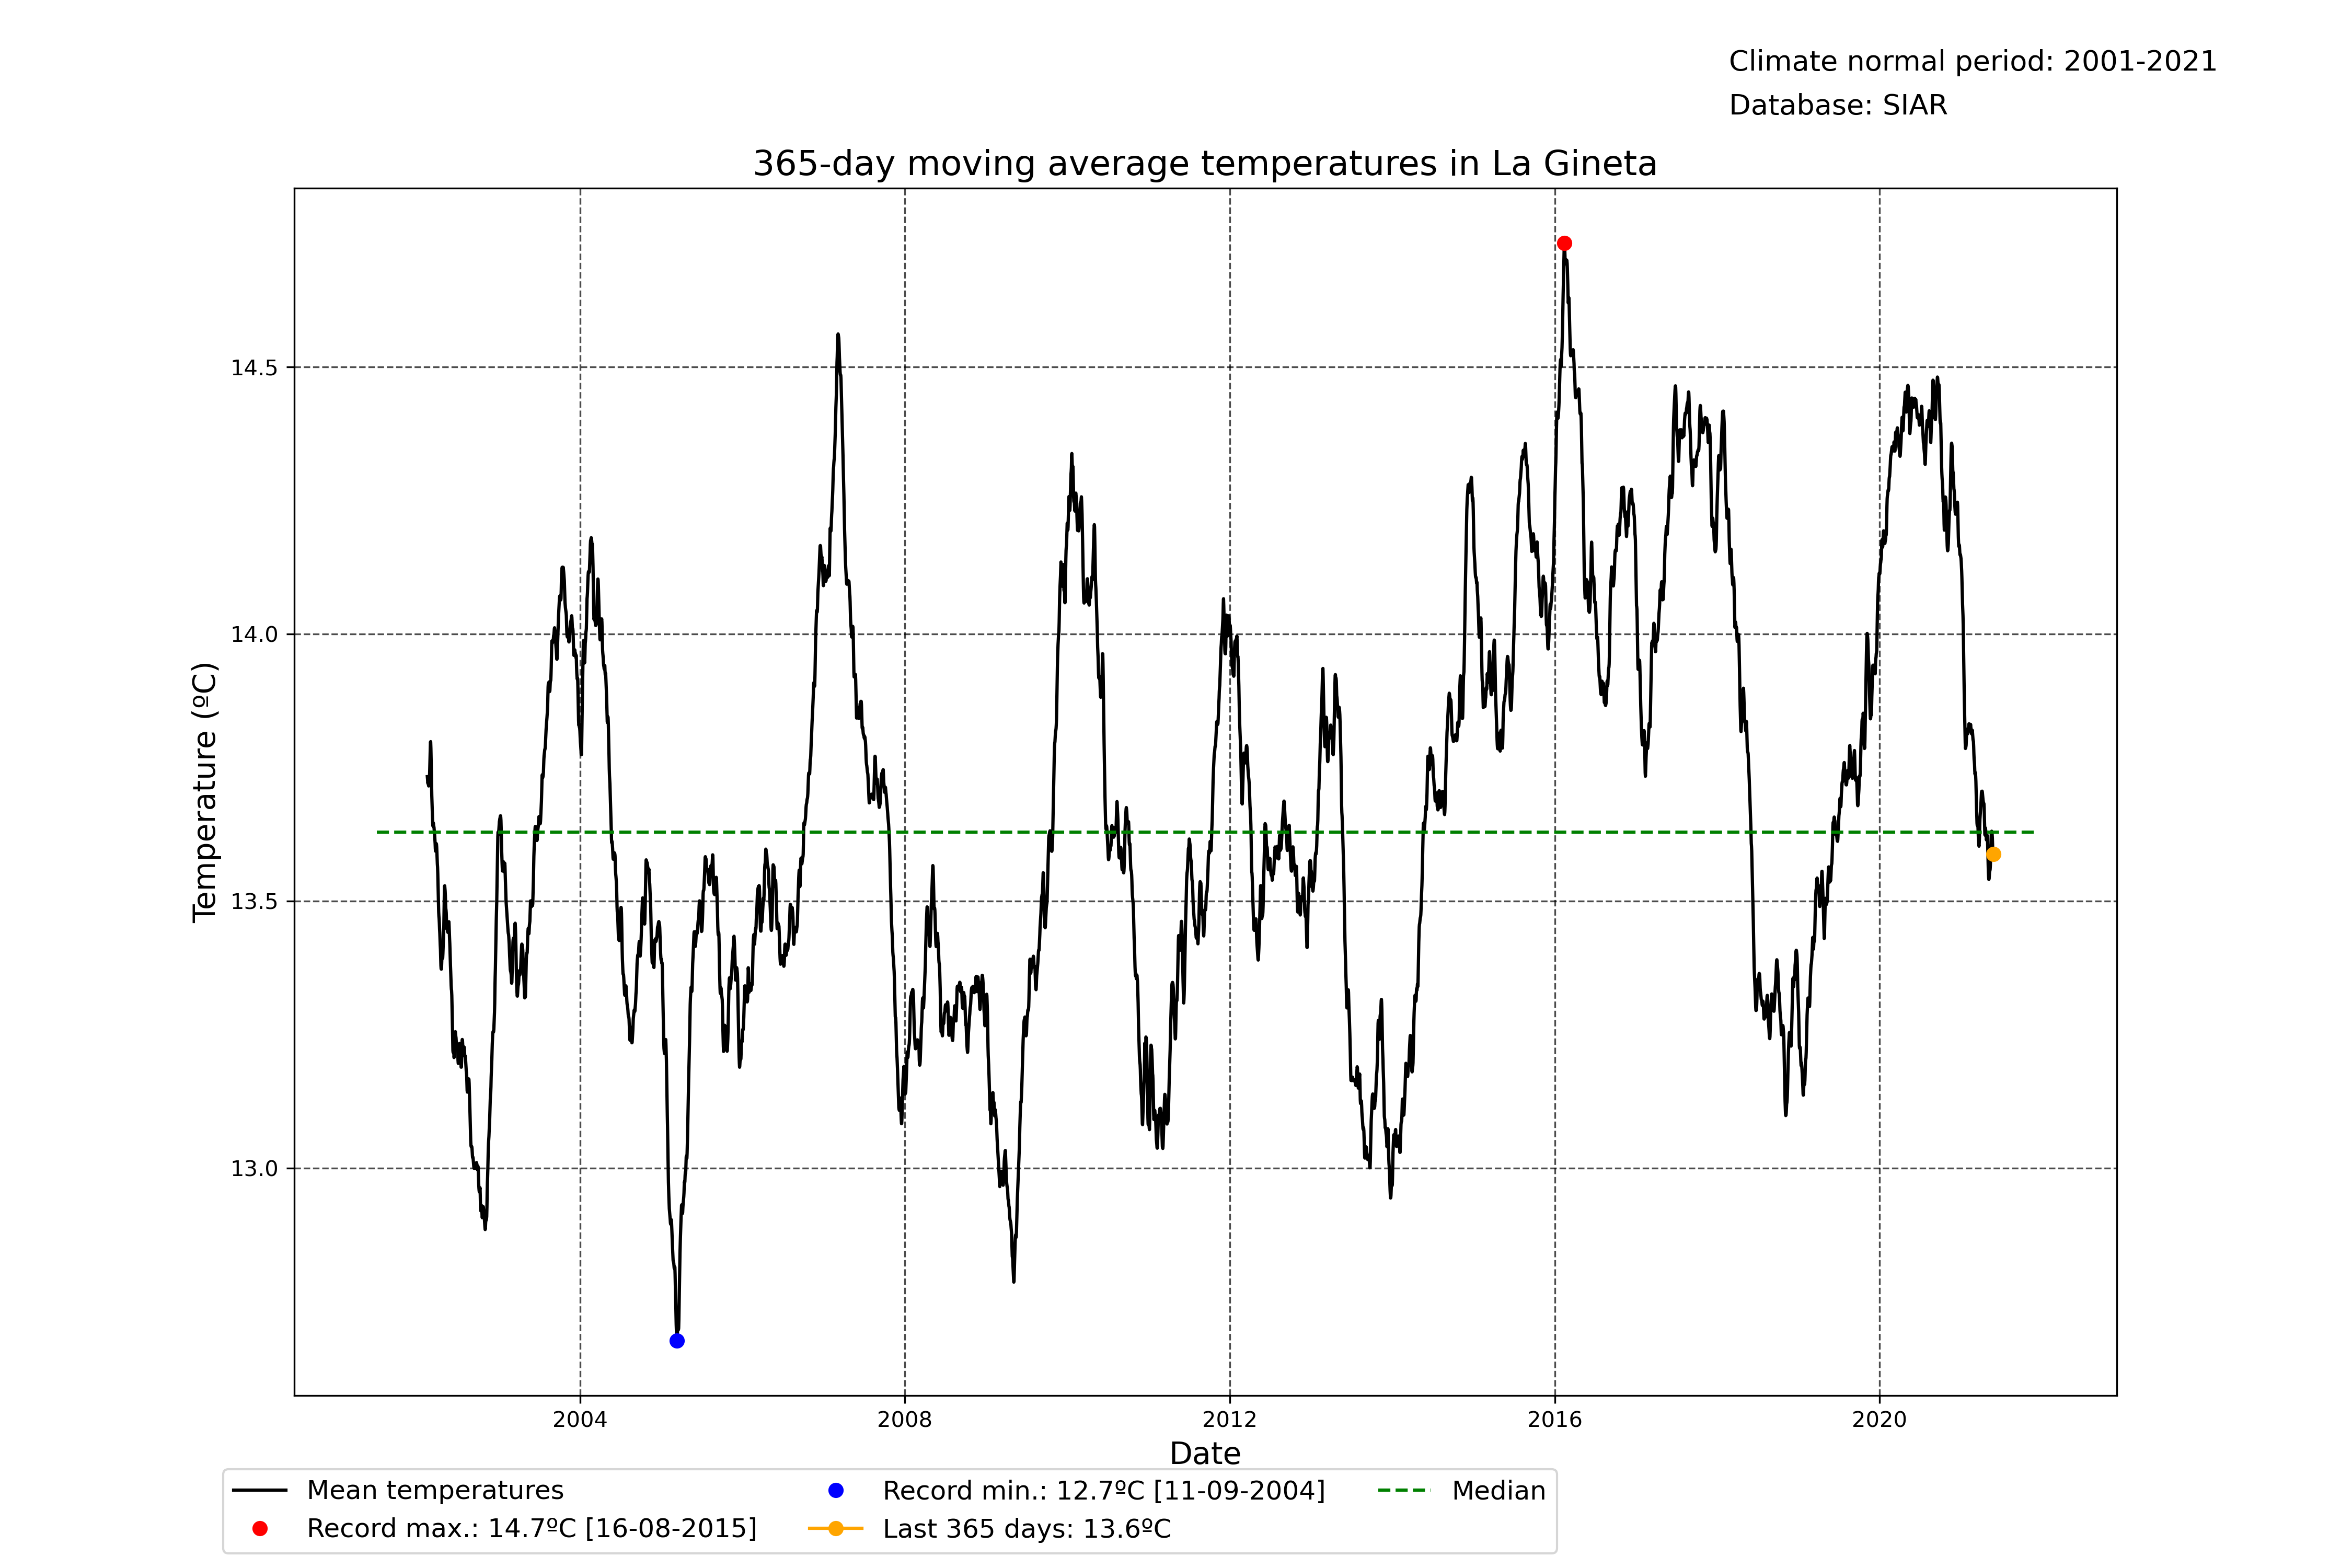 Climate normal period: 2001-2021
Database: SIAR
365-day moving average temperatures in La Gineta
Temperature (ºC)
14.5
14.0
13.5
13.0
2004 2008 2012 2016 2020
Date
Mean temperatures
Record max.: 14.7ºC [16-08-2015]
Record min.: 12.7ºC [11-09-2004]
Last 365 days: 13.6ºC
Median